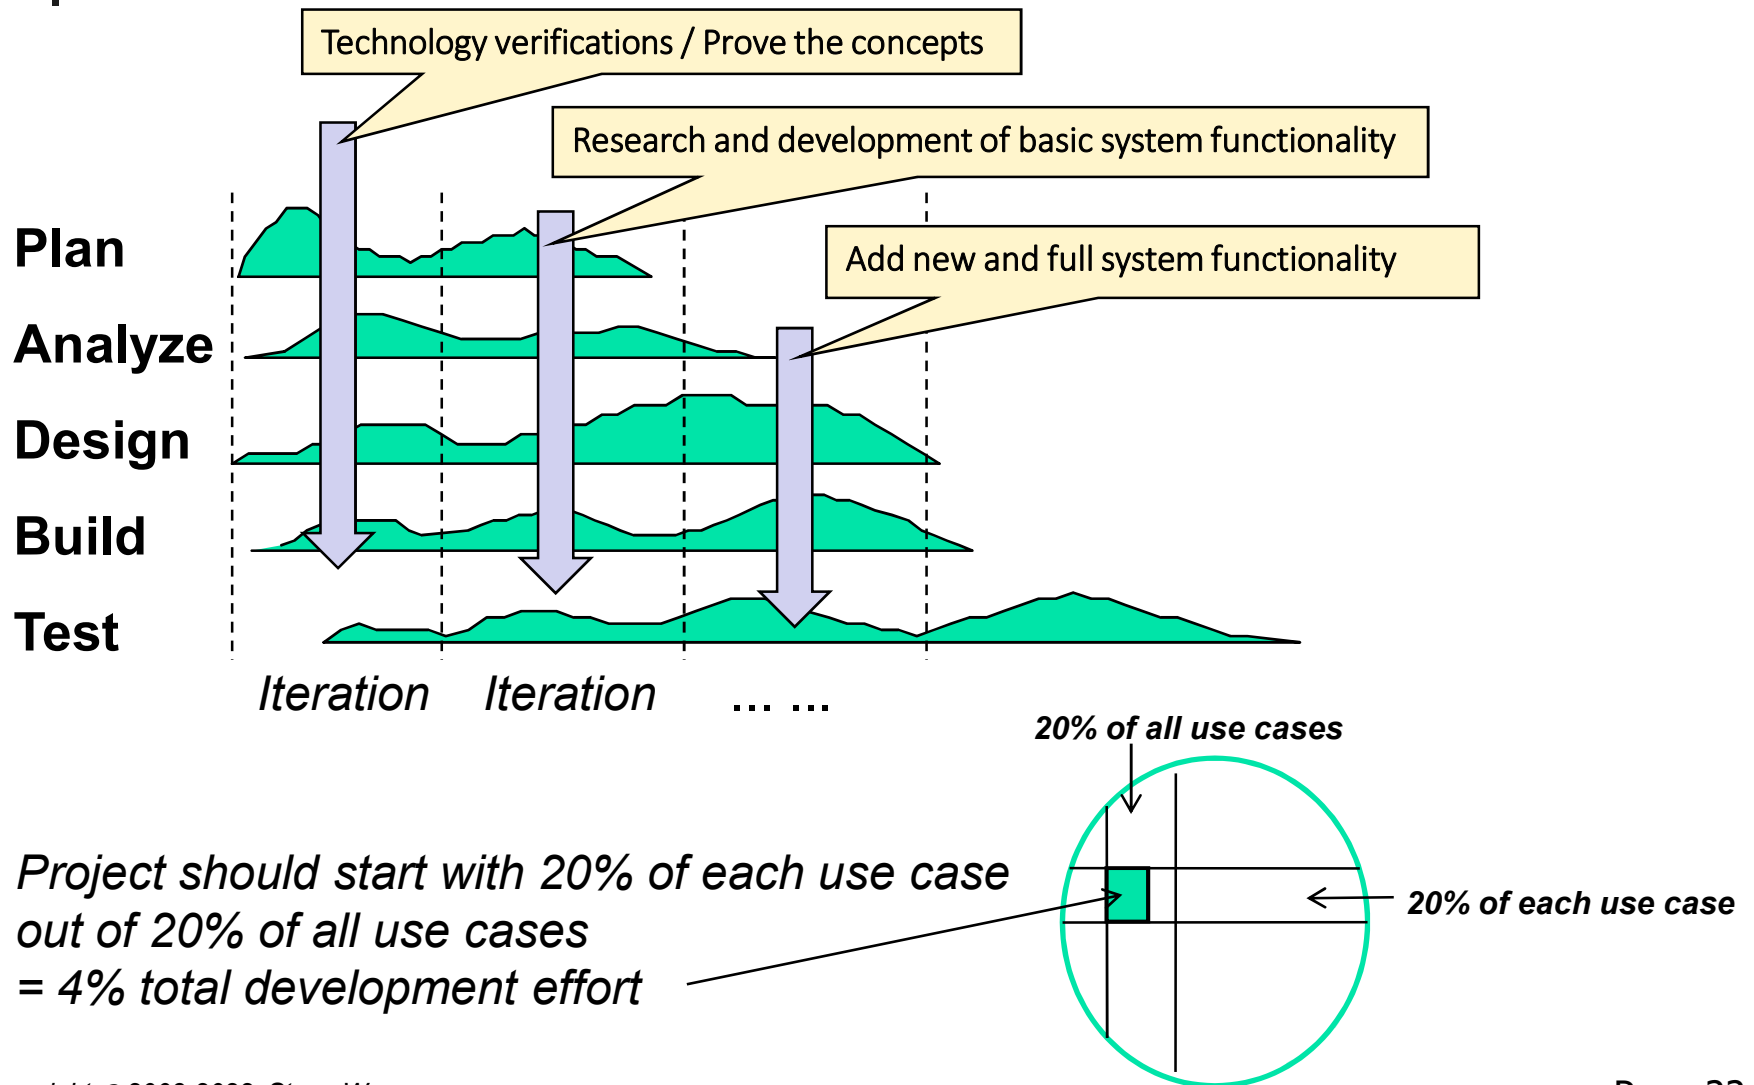 Technology verifications / Prove the concepts
Research and development of basic system functionality
Add new and full system functionality
Plan
Analyze
Design
Build
Test
Iteration
Iteration
... ...
20% of all use cases
20% of each use case
Project should start with 20% of each use case
out of 20% of all use cases
= 4% total development effort